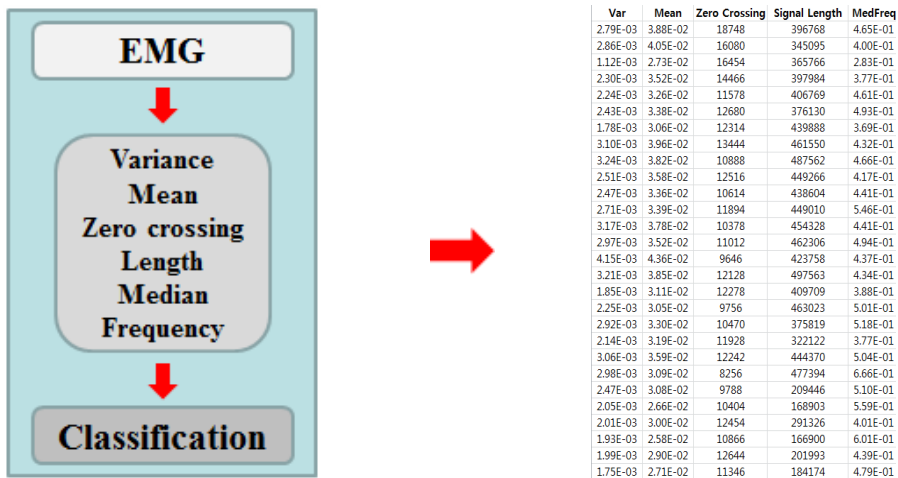 EMG
Variance
Mean
Zero crossing
Length
Median
Frequency
Classification
Var Mean Zero Crossing Signal Length MedFreq
2.79E-03 3.88E-02 18748 396768 4.65E-01
2.86E-03 4.05E-02 16080 345095 4.00E-01
1.12E-03 2.73E-02 16454 365766 2.83E-01
2.30E-03 3.52E-02 14466 397984 3.77E-01
2.24E-03 3.26E-02 11578 406769 4.61E-01
2.43E-03 3.38E-02 12680 376130 4.93E-01
1.78E-03 3.06E-02 12314 439888 3.69E-01
3.10E-03 3.96E-02 13444 461550 4.32E-01
3.24E-03 3.82E-02 10888 487562 4.66E-01
2.51E-03 3.58E-02 12516 449266 4.17E-01
2.47E-03 3.36E-02 10614 438604 4.41E-01
2.71E-03 3.39E-02 11894 449010 5.46E-01
3.17E-03 3.78E-02 10378 454328 4.41E-01
2.97E-03 3.52E-02 11012 462306 4.94E-01
4.15E-03 4.36E-02 9646 423758 4.37E-01
3.21E-03 3.85E-02 12128 497563 4.34E-01
1.85E-03 3.11E-02 12278 409709 3.88E-01
2.25E-03 3.05E-02 9756 463023 5.01E-01
2.92E-03 3.30E-02 10470 375819 5.18E-01
2.14E-03 3.19E-02 11928 322122 3.77E-01
3.06E-03 3.59E-02 12242 444370 5.04E-01
2.98E-03 3.09E-02 8256 477394 6.66E-01
2.47E-03 3.08E-02 9788 209446 5.10E-01
2.05E-03 2.66E-02 10404 168903 5.59E-01
2.01E-03 3.00E-02 12454 291326 4.01E-01
1.93E-03 2.58E-02 10866 166900 6.01E-01
1.99E-03 2.90E-02 12644 201993 4.39E-01
1.75E-03 2.71E-02 11346 184174 4.79E-01